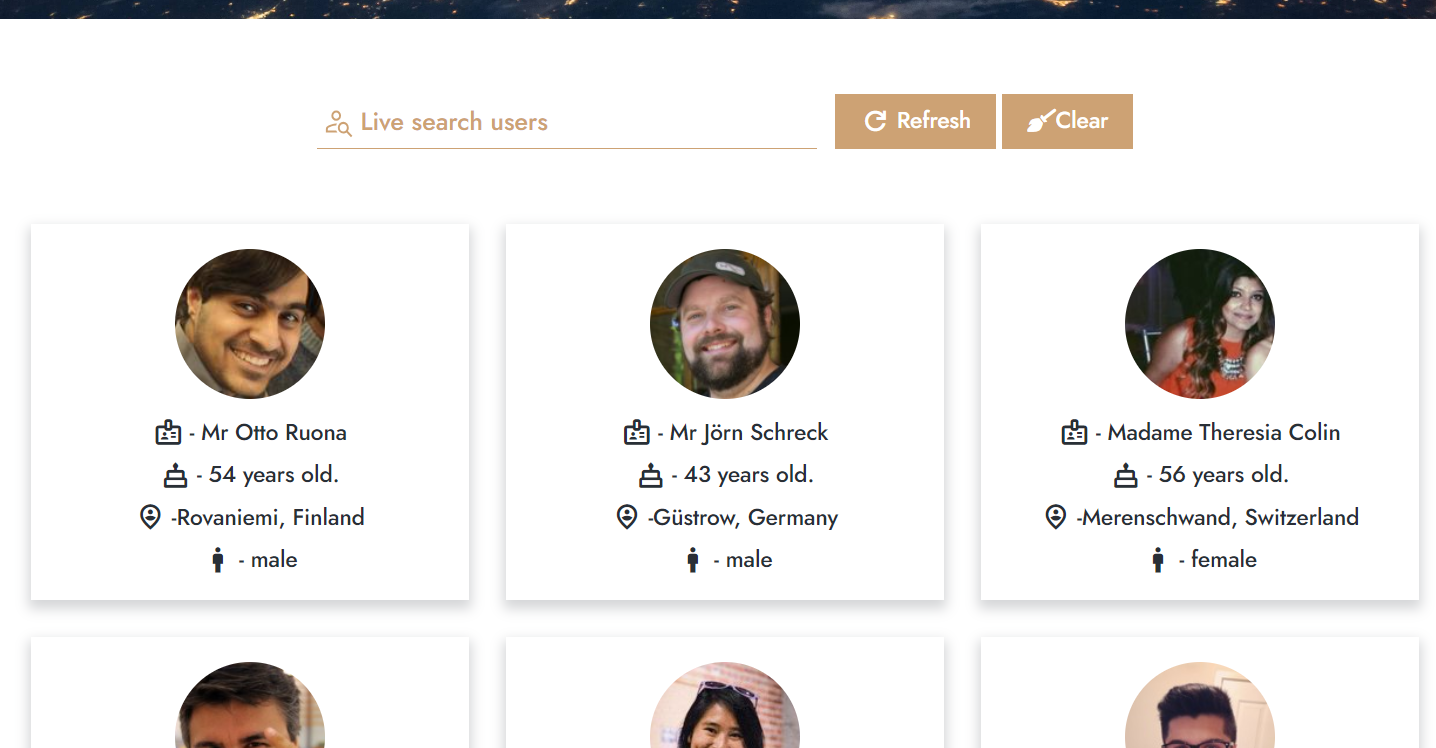 Live search users
Refresh
Clear
- Mr Otto Ruona
- 54 years old.
-Rovaniemi, Finland
- male
- Mr Jörn Schreck
- 43 years old.
-Güstrow, Germany
- male
- Madame Theresia Colin
- 56 years old.
-Merenschwand, Switzerland
- female